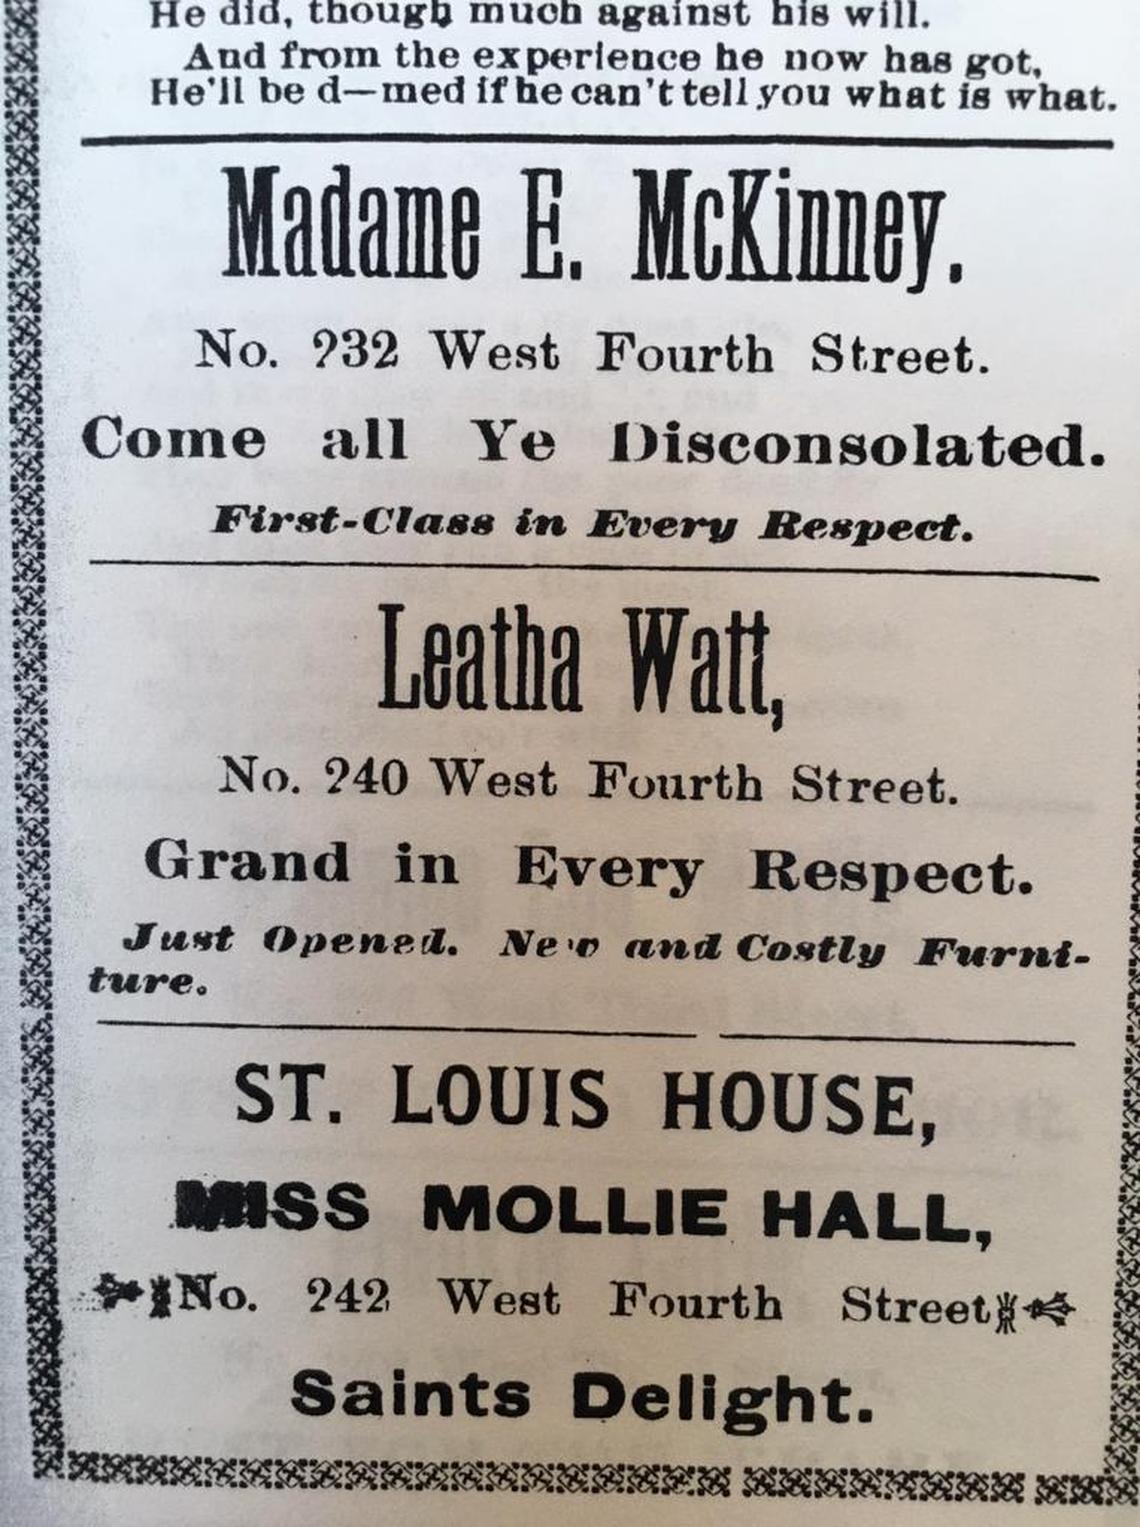 He did, though much against his will.
And from the experience he now has got,
He'll be d—med if he can't tell you what is what.
Madame E. McKinney.
No. 232 West Fourth Street.
Come all Ye Disconsolated.
First-Class in Every Respect.
Leatha Watt,
No. 240 West Fourth Street.
Grand in Every Respect.
Just Opened. New and Costly Furni-
ture.
ST. LOUIS HOUSE,
MISS MOLLIE HALL,
No. 242 West Fourth Street
Saints Delight.